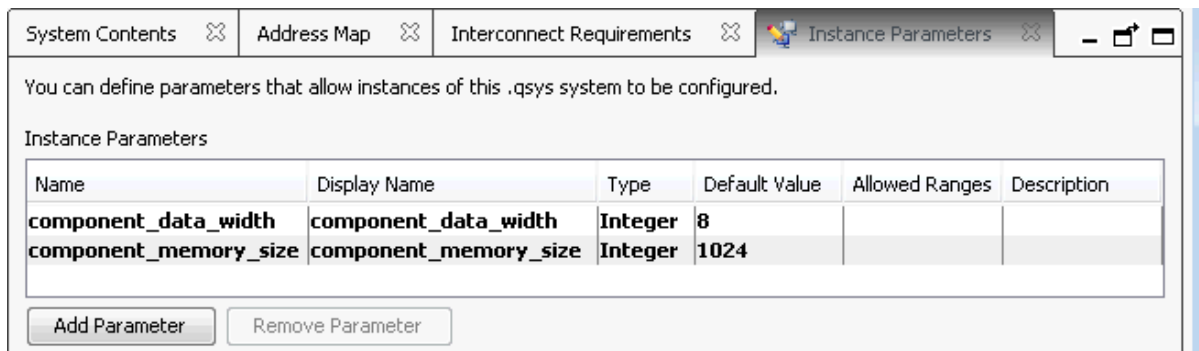 System Contents Address Map Interconnect Requirements Instance Parameters
You can define parameters that allow instances of this .qsys system to be configured.
Instance Parameters
Name Display Name Type Default Value Allowed Ranges Description
component_data_width component_data_width Integer 8
component_memory_size component_memory_size Integer 1024
Add Parameter Remove Parameter